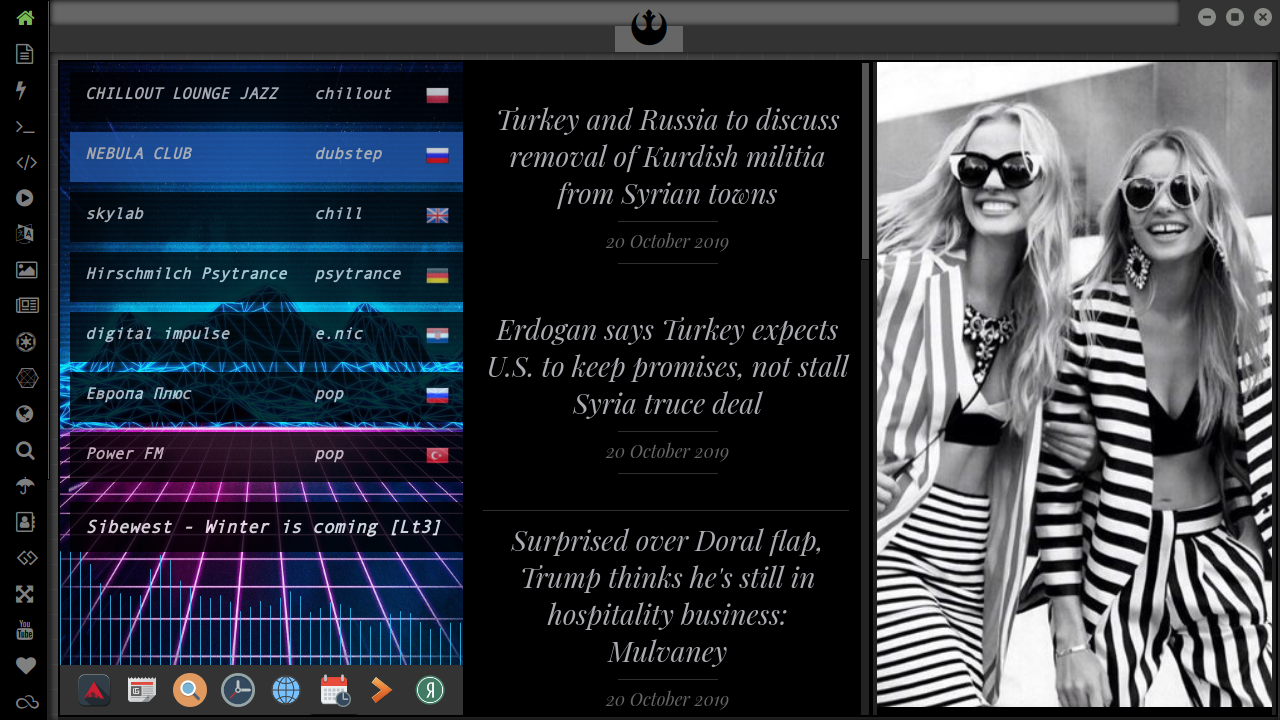 CHILLOUT LOUNGE JAZZ chillout
NEBULA CLUB dubstep
skylab chill
Hirschmilch Psytrance psytrance
digital impulse e.nic
Европа Плюс pop
Power FM pop
Sibewest - Winter is coming [Lt3]
Turkey and Russia to discuss
removal of Kurdish militia
from Syrian towns
20 October 2019
Erdogan says Turkey expects
U.S. to keep promises, not stall
Syria truce deal
20 October 2019
Surprised over Doral flap,
Trump thinks he's still in
hospitality business:
Mulvaney
20 October 2019
You
Tube
Я